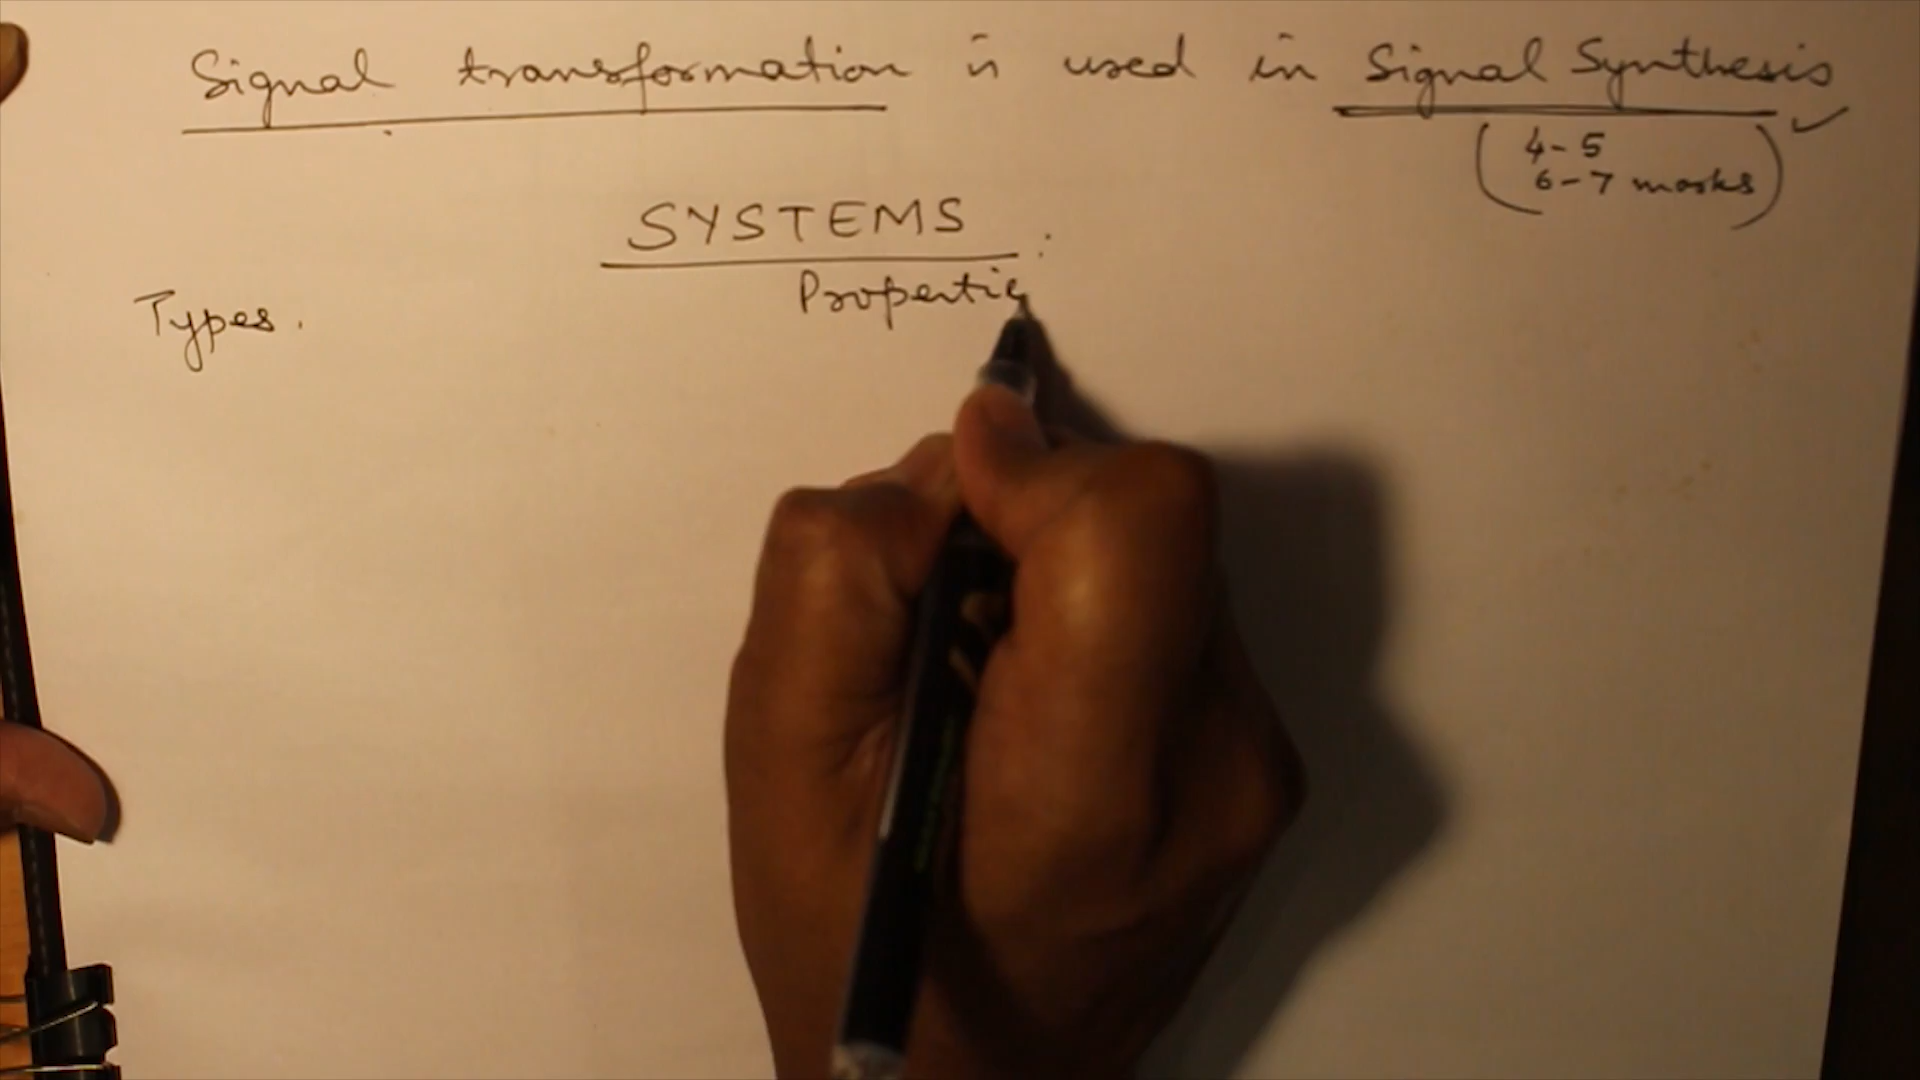 Signal transformation is used in Signal Synthesis
(4-5
6-7 marks)
SYSTEMS :
Propertie
Types.